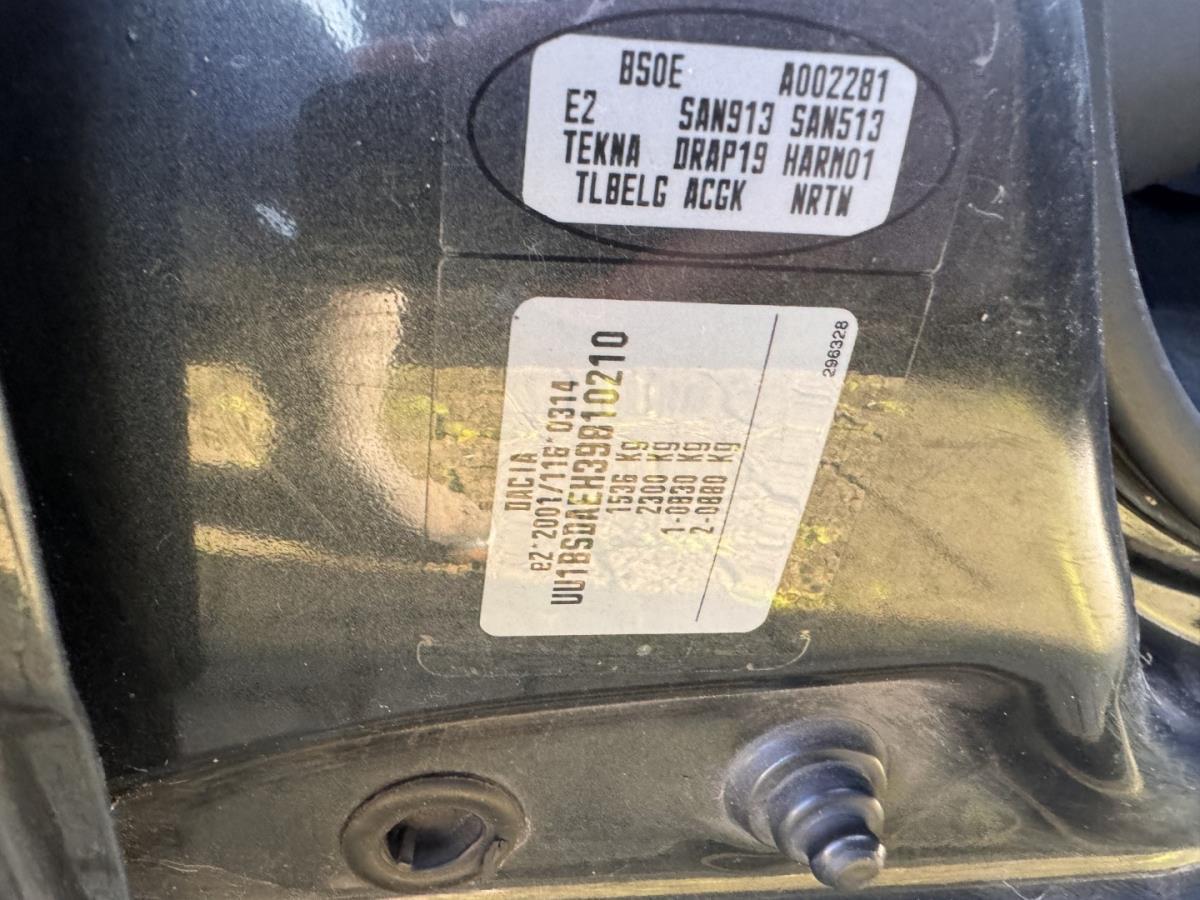 BS0E A002281
E2 SAN913 SAN513
TEKNA DRAP19 HARM01
TLBELG ACGK NRTW
DACIA
e2*2001/116*0314
UU1BSDAEH39810210
1536 Kg
2300 Kg
1-0830 Kg
2-0880 Kg
296328